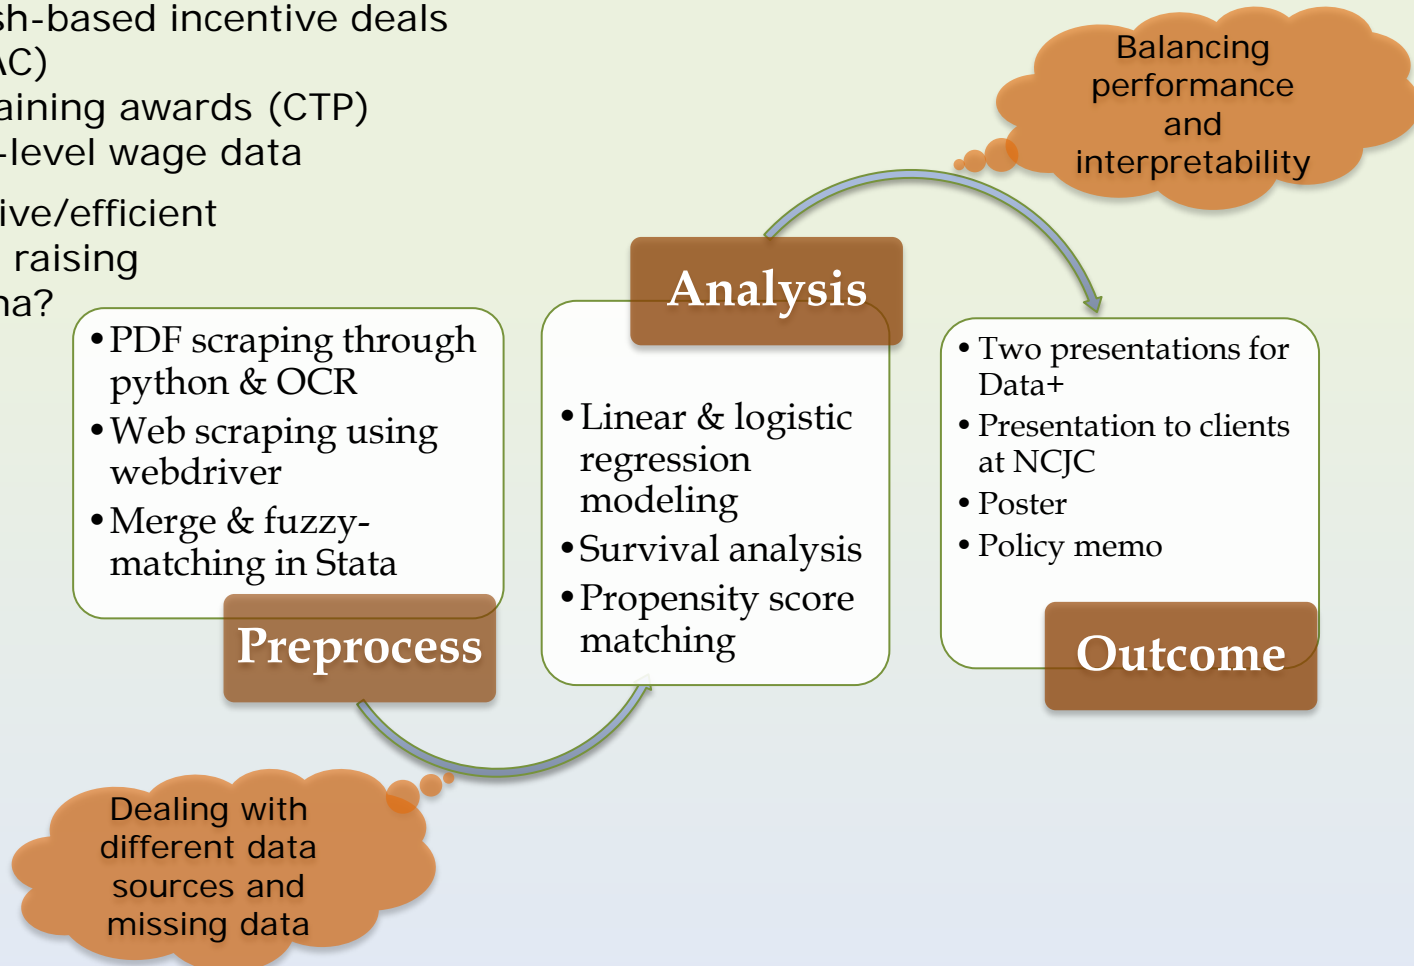 sh-based incentive deals
AC)
aining awards (CTP)
-level wage data
ive/efficient
raising
na?
Balancing
performance
and
interpretability
Analysis
•PDF scraping through
python & OCR
•Web scraping using
webdriver
•Merge & fuzzy-
matching in Stata
Preprocess
•Linear & logistic
regression
modeling
•Survival analysis
•Propensity score
matching
• Two presentations for
Data+
• Presentation to clients
at NCJC
• Poster
• Policy memo
Outcome
Dealing with
different data
sources and
missing data